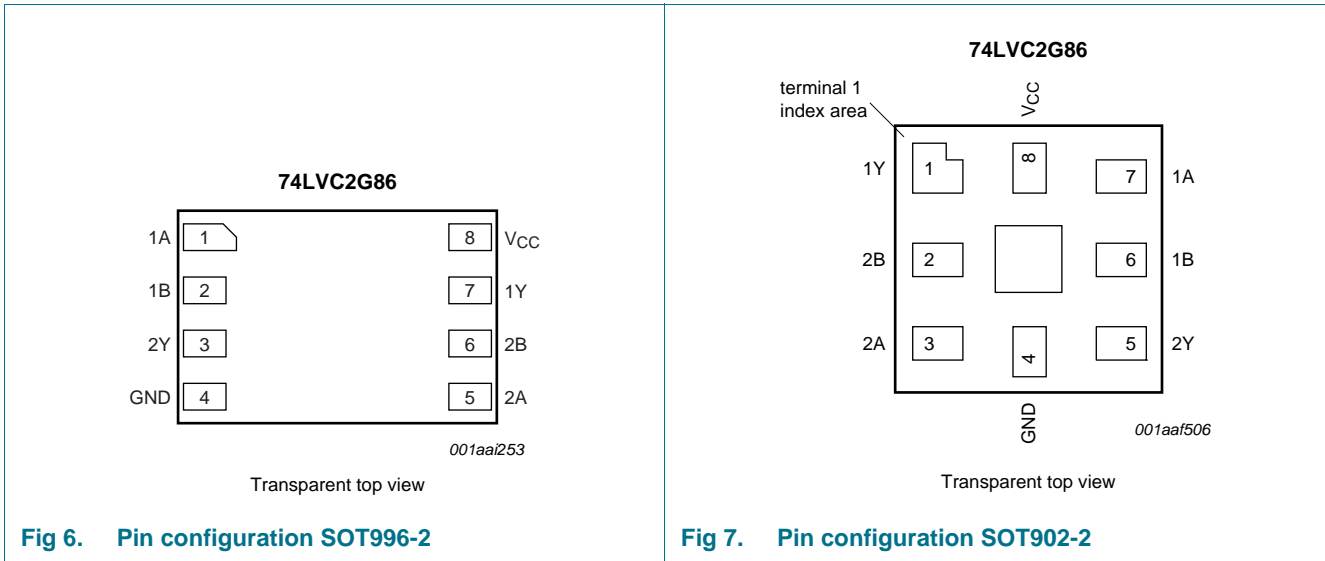 74LVC2G86
1A 1 8 VCC
1B 2 7 1Y
2Y 3 6 2B
GND 4 5 2A
001aai253
Transparent top view
Fig 6. Pin configuration SOT996-2
74LVC2G86
terminal 1
index area
VCC
1Y 1 8 7 1A
2B 2 6 1B
2A 3 4 5 2Y
GND
001aaf506
Transparent top view
Fig 7. Pin configuration SOT902-2